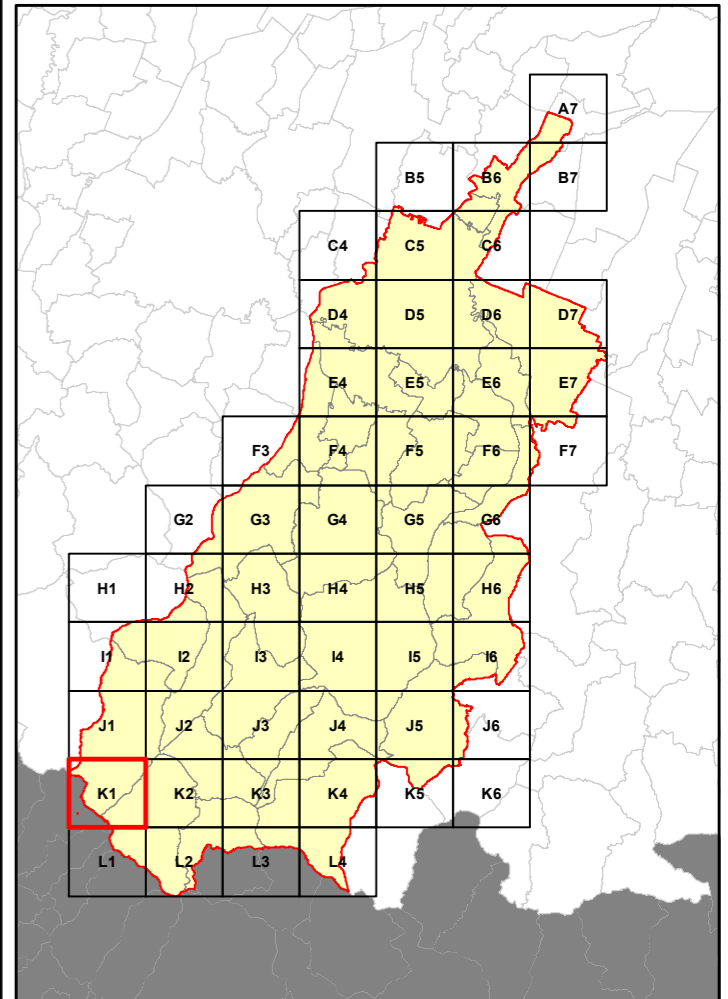 A7
B5 B6 B7
C4 C5 C6
D4 D5 D6 D7
E4 E5 E6 E7
F3 F4 F5 F6 F7
G2 G3 G4 G5 G6
H1 H2 H3 H4 H5 H6
I1 I2 I3 I4 I5 I6
J1 J2 J3 J4 J5 J6
K1 K2 K3 K4 K5 K6
L1 L2 L3 L4